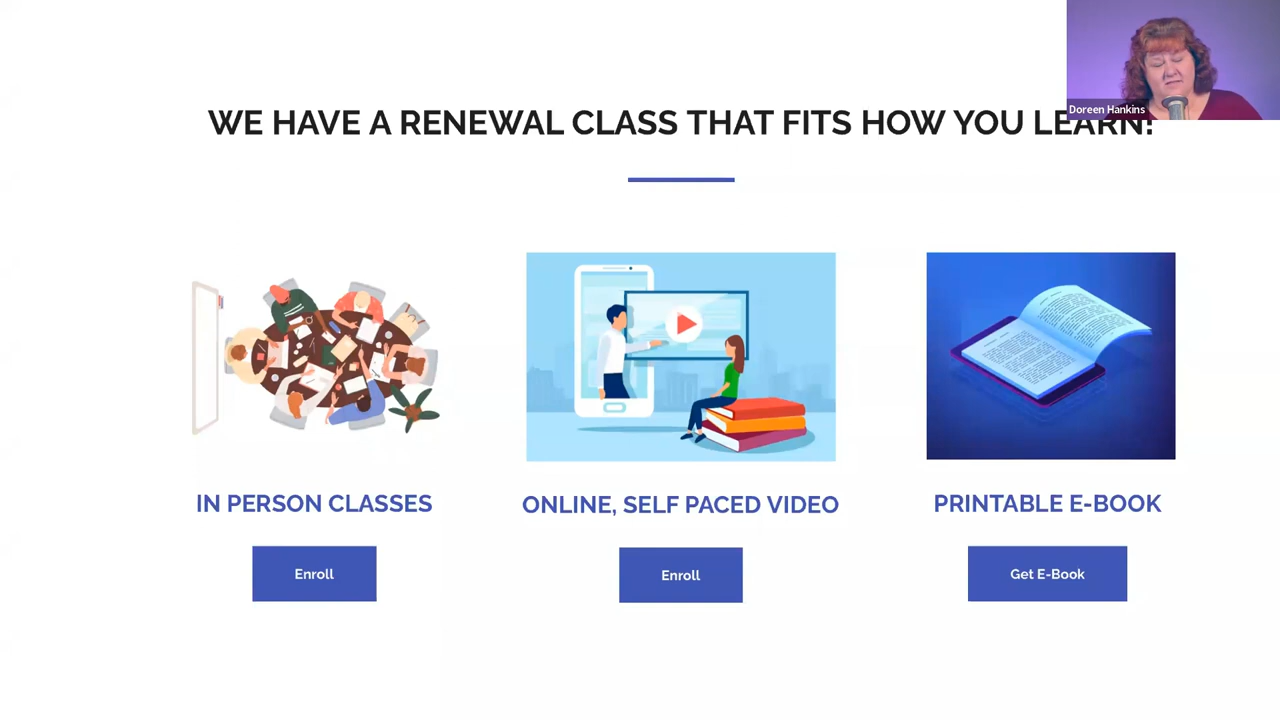 Doreen Hankins
WE HAVE A RENEWAL CLASS THAT FITS HOW YOU LEARN!
IN PERSON CLASSES
ONLINE, SELF PACED VIDEO
PRINTABLE E-BOOK
Enroll
Enroll
Get E-Book